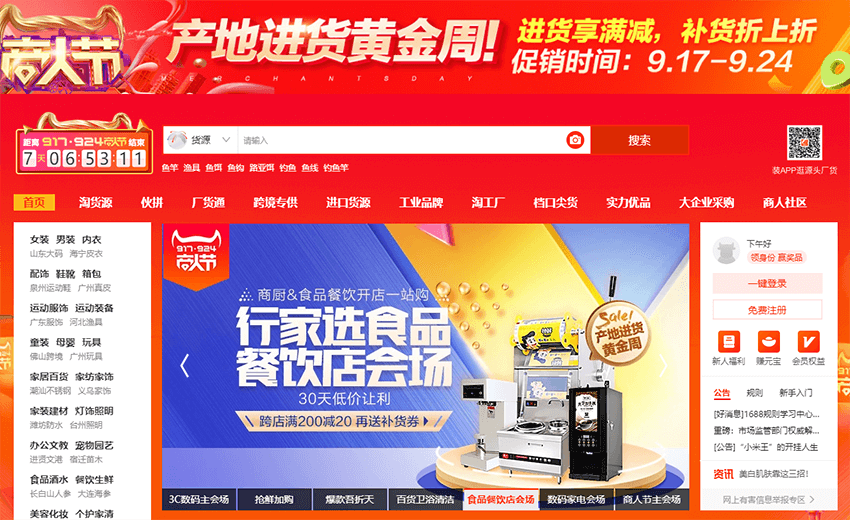 商人节
产地进货黄金周!
MERCHANTSDAY
进货享满减，补货折上折
促销时间：9.17-9.24
距离 917·924商人节 结束
7天06:53:11
货源
请输入
搜索
鱼竿 渔具 鱼饵 鱼钩 路亚饵 钓鱼 鱼线 钓鱼竿
装APP逛源头厂货
首页 淘货源 伙拼 厂货通 跨境专供 进口货源 工业品牌 淘工厂 档口尖货 实力优品 大企业采购 商人社区
女装 男装 内衣
山东大码 海宁皮衣
配饰 鞋靴 箱包
泉州运动鞋 广州真皮
运动服饰 运动装备
广东服饰 河北渔具
童装 母婴 玩具
佛山跨境 广州玩具
家居百货 家纺家饰
潮汕不锈钢 义乌家饰
家装建材 灯饰照明
潍坊防水 台州照明
办公文教 宠物园艺
进贤文港 宿迁苗木
食品酒水 餐饮生鲜
长白山人参 大连海参
美容化妆 个护家清
917·924
商人节
商厨&食品餐饮开店一站购
行家选食品
餐饮店会场
30天低价让利
跨店满200减20 再送补货券
Sale!
产地进货
黄金周
3C数码主会场 抢鲜加购 爆款吾折天 百货卫浴清洁 食品餐饮店会场 数码家电会场 商人节主会场
下午好
领身份 赢奖品
一键登录
免费注册
新人福利 赚元宝 会员权益
公告 规则 新手入门
[好消息]1688规则学习中心...
重磅：市场监管部门权威解...
[公告]“小米王”的开挂人生
资讯 美白肌肤靠这三招！
网上有害信息举报专区